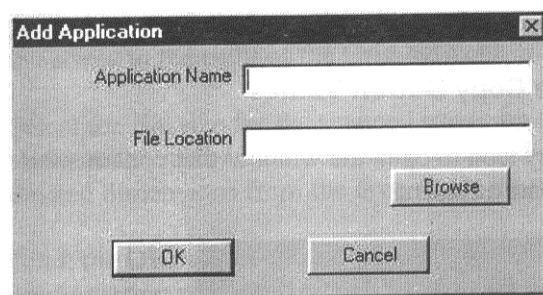 Add Application
Application Name
File Location
Browse
OK
Cancel